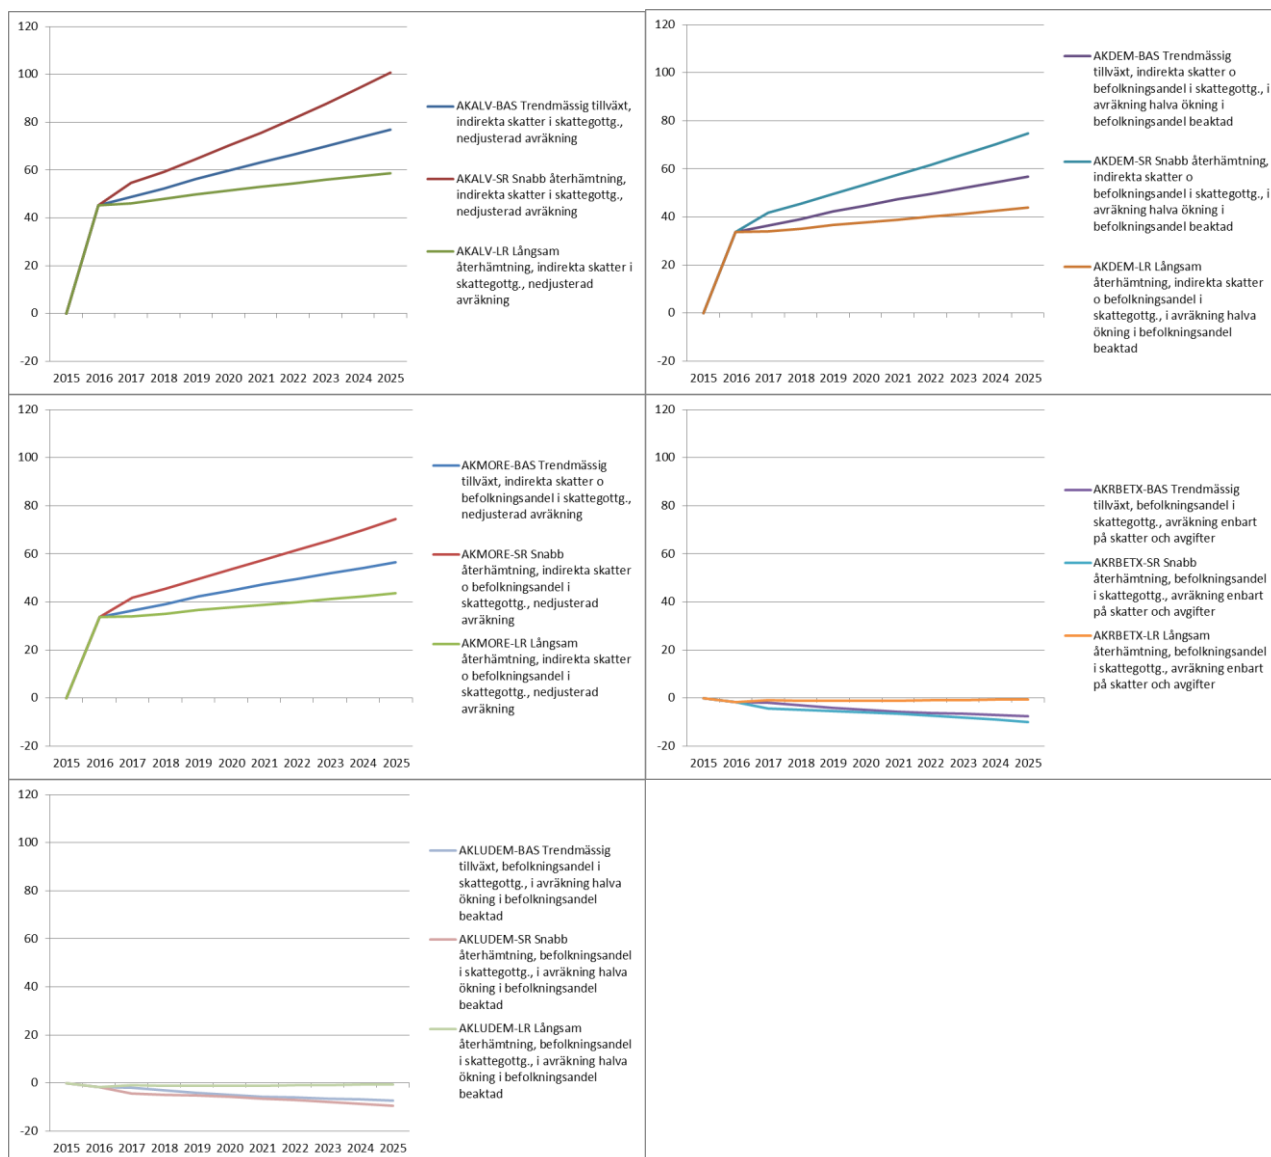 120
100
80
60
40
20
0
-20
2015 2016 2017 2018 2019 2020 2021 2022 2023 2024 2025
AKALV-BAS Trendmässig tillväxt,
indirekta skatter i skattegottg.,
nedjusterad avräkning
AKALV-SR Snabb återhämtning,
indirekta skatter i skattegottg.,
nedjusterad avräkning
AKALV-LR Långsam
återhämtning, indirekta skatter i
skattegottg., nedjusterad
avräkning
120
100
80
60
40
20
0
-20
2015 2016 2017 2018 2019 2020 2021 2022 2023 2024 2025
AKDEM-BAS Trendmässig
tillväxt, indirekta skatter o
befolkningsandel i skattegottg., i
avräkning halva ökning i
befolkningsandel beaktad
AKDEM-SR Snabb återhämtning,
indirekta skatter o
befolkningsandel i skattegottg., i
avräkning halva ökning i
befolkningsandel beaktad
AKDEM-LR Långsam
återhämtning, indirekta skatter
o befolkningsandel i
skattegottg., i avräkning halva
ökning i befolkningsandel
beaktad
120
100
80
60
40
20
0
-20
2015 2016 2017 2018 2019 2020 2021 2022 2023 2024 2025
AKMORE-BAS Trendmässig
tillväxt, indirekta skatter o
befolkningsandel i skattegottg.,
nedjusterad avräkning
AKMORE-SR Snabb
återhämtning, indirekta skatter
o befolkningsandel i
skattegottg., nedjusterad
avräkning
AKMORE-LR Långsam
återhämtning, indirekta skatter
o befolkningsandel i
skattegottg., nedjusterad
avräkning
120
100
80
60
40
20
0
-20
2015 2016 2017 2018 2019 2020 2021 2022 2023 2024 2025
AKRBETX-BAS Trendmässig
tillväxt, befolkningsandel i
skattegottg., avräkning enbart
på skatter och avgifter
AKRBETX-SR Snabb
återhämtning, befolkningsandel
i skattegottg., avräkning enbart
på skatter och avgifter
AKRBETX-LR Långsam
återhämtning, befolkningsandel
i skattegottg., avräkning enbart
på skatter och avgifter
120
100
80
60
40
20
0
-20
2015 2016 2017 2018 2019 2020 2021 2022 2023 2024 2025
AKLUDEM-BAS Trendmässig
tillväxt, befolkningsandel i
skattegottg., i avräkning halva
ökning i befolkningsandel
beaktad
AKLUDEM-SR Snabb
återhämtning, befolkningsandel
i skattegottg., i avräkning halva
ökning i befolkningsandel
beaktad
AKLUDEM-LR Långsam
återhämtning, befolkningsandel
i skattegottg., i avräkning halva
ökning i befolkningsandel
beaktad